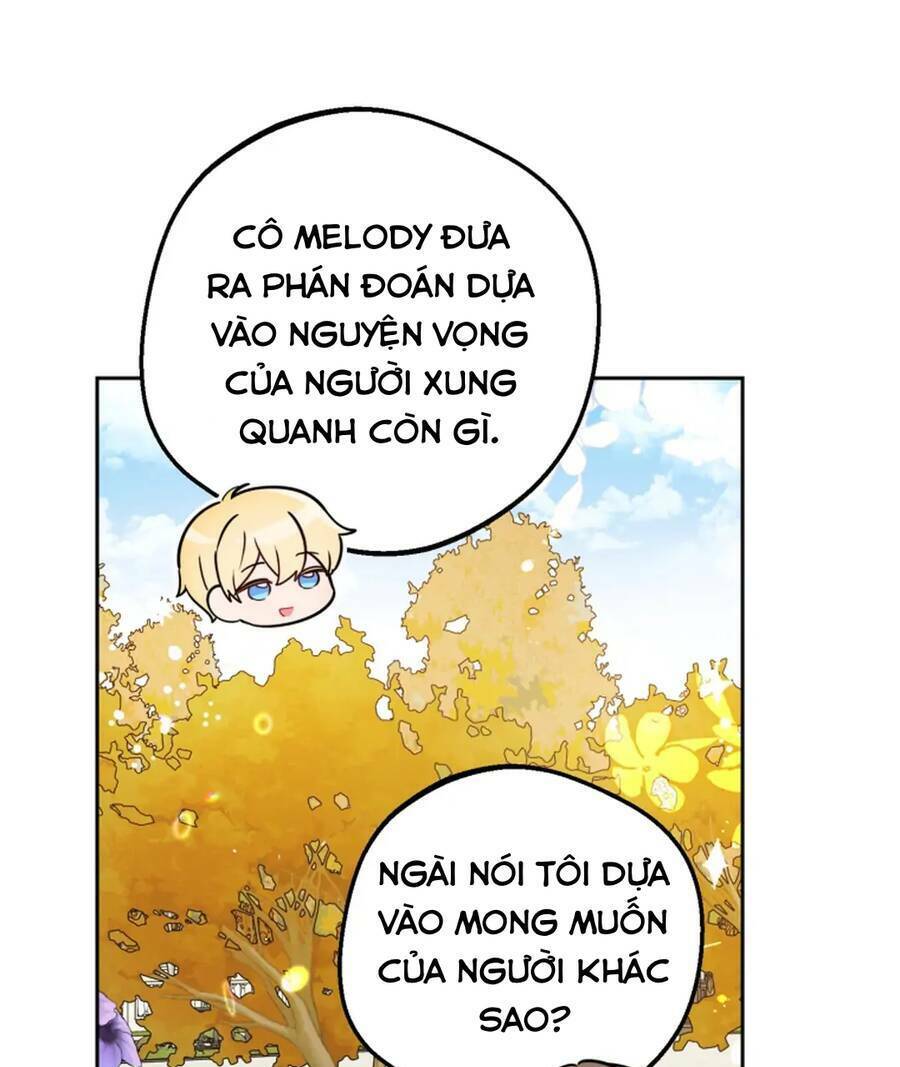 CÔ MELODY ĐƯA
RA PHÁN ĐOÁN DỰA
VÀO NGUYỆN VỌNG
CỦA NGƯỜI XUNG
QUANH CÒN GÌ.
NGÀI NÓI TÔI DỰA
VÀO MONG MUỐN
CỦA NGƯỜI KHÁC
SAO?